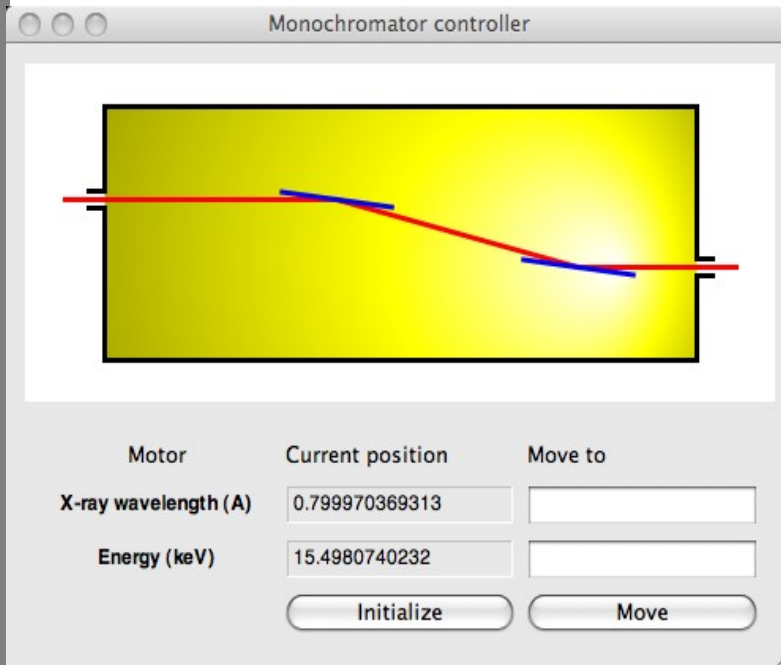 Monochromator controller
Motor Current position Move to
X-ray wavelength (A) 0.799970369313
Energy (keV) 15.4980740232
Initialize Move